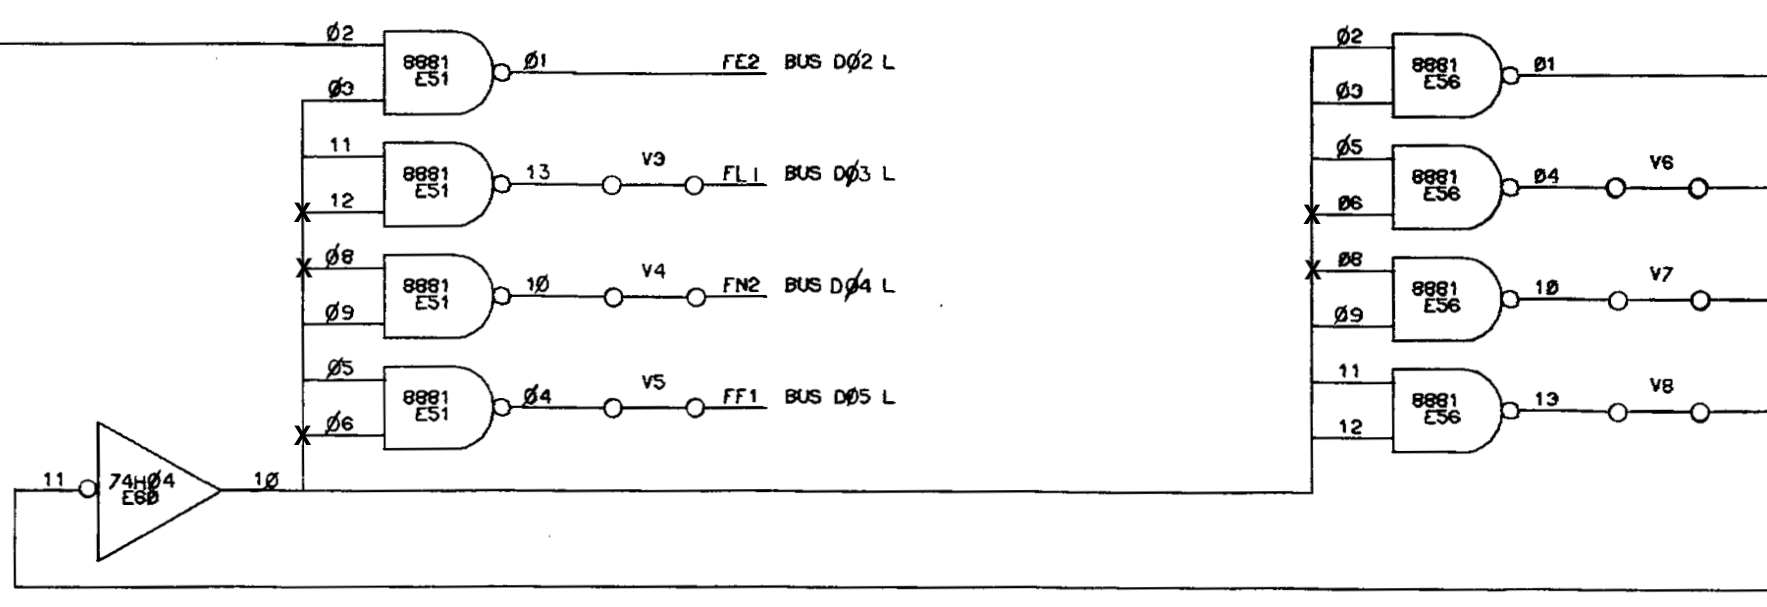 Ø2
8881
E51
Ø1
FE2 BUS DØ2 L
Ø3
11
8881
E51
13
V3
FL1 BUS DØ3 L
12
X
Ø8
X
8881
E51
1Ø
V4
FN2 BUS DØ4 L
Ø9
Ø5
8881
E51
Ø4
V5
FF1 BUS DØ5 L
Ø6
X
11
74HØ4
E6Ø
1Ø
Ø2
8881
E56
Ø1
Ø3
Ø5
8881
E56
Ø4
V6
Ø6
X
Ø8
X
8881
E56
1Ø
V7
Ø9
11
8881
E56
13
V8
12